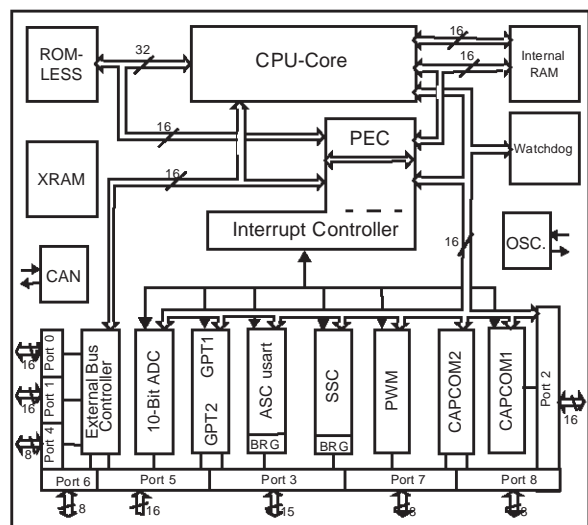 ROM-
LESS
32
CPU-Core
16
16
Internal
RAM
16
PEC
Watchdog
XRAM
16
Interrupt Controller
16
OSC.
CAN
Port 0
16
Port 1
16
Port 4
8
External Bus
Controller
10-Bit ADC
GPT1
GPT2
ASC usart
BRG
SSC
BRG
PWM
CAPCOM2
CAPCOM1
Port 2
16
Port 6
Port 5
Port 3
Port 7
Port 8
8
16
15
8
8